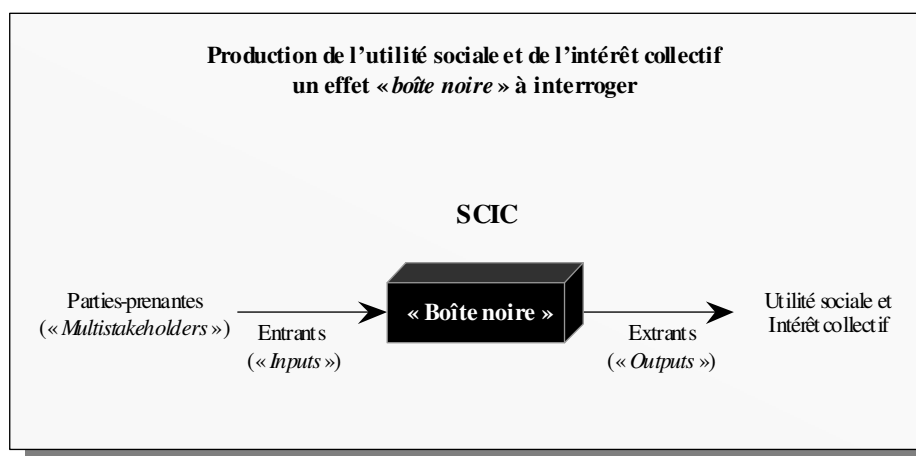 Production de l'utilité sociale et de l'intérêt collectif
un effet « boîte noire » à interroger
SCIC
Parties-prenantes
(« Multistakeholders »)
Entrants
(« Inputs »)
« Boîte noire »
Extrants
(« Outputs »)
Utilité sociale et
Intérêt collectif